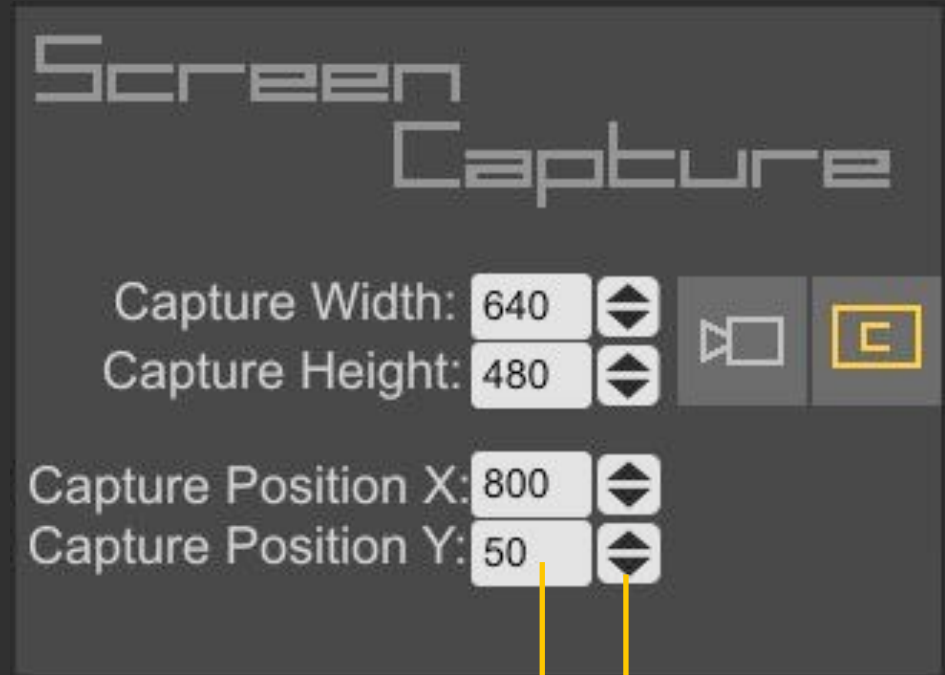 Screen
Capture
Capture Width: 640
Capture Height: 480
Capture Position X: 800
Capture Position Y: 50